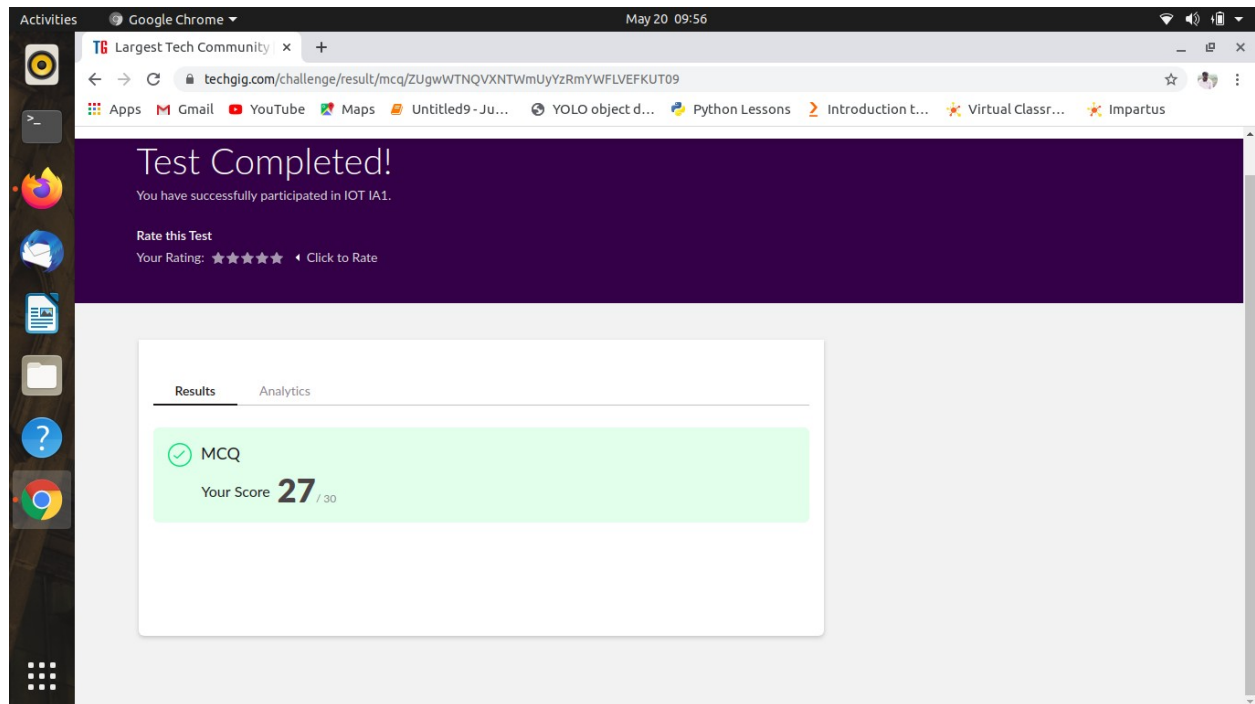 Activities Google Chrome May 20 09:56
TG Largest Tech Community
techgig.com/challenge/result/mcq/ZUgwWTNQVXNTWmUyYzRmYWFLVEFKUT09
Apps Gmail YouTube Maps Untitled9 - Ju... YOLO object d... Python Lessons Introduction t... Virtual Classr... Impartus
Test Completed!
You have successfully participated in IOT IA1.
Rate this Test
Your Rating: Click to Rate
Results Analytics
MCQ
Your Score 27 / 30